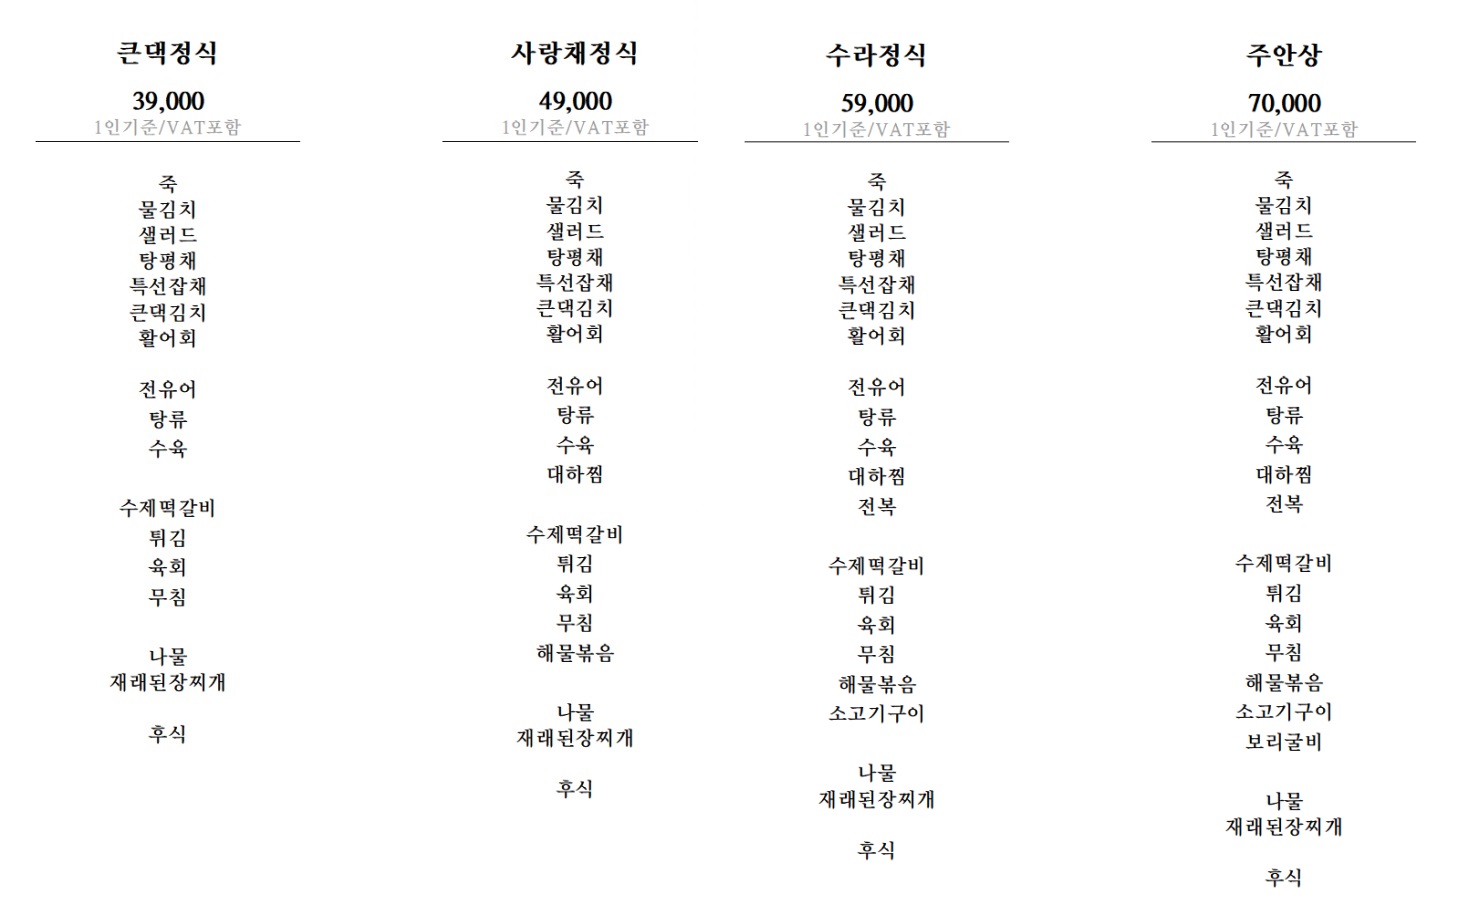 큰댁정식
39,000
1인기준/VAT포함
죽
물김치
샐러드
탕평채
특선잡채
큰댁김치
활어회
전유어
탕류
수육
수제떡갈비
튀김
육회
무침
나물
재래된장찌개
후식
사랑채정식
49,000
1인기준/VAT포함
죽
물김치
샐러드
탕평채
특선잡채
큰댁김치
활어회
전유어
탕류
수육
대하찜
수제떡갈비
튀김
육회
무침
해물볶음
나물
재래된장찌개
후식
수라정식
59,000
1인기준/VAT포함
죽
물김치
샐러드
탕평채
특선잡채
큰댁김치
활어회
전유어
탕류
수육
대하찜
전복
수제떡갈비
튀김
육회
무침
해물볶음
소고기구이
나물
재래된장찌개
후식
주안상
70,000
1인기준/VAT포함
죽
물김치
샐러드
탕평채
특선잡채
큰댁김치
활어회
전유어
탕류
수육
대하찜
전복
수제떡갈비
튀김
육회
무침
해물볶음
소고기구이
보리굴비
나물
재래된장찌개
후식